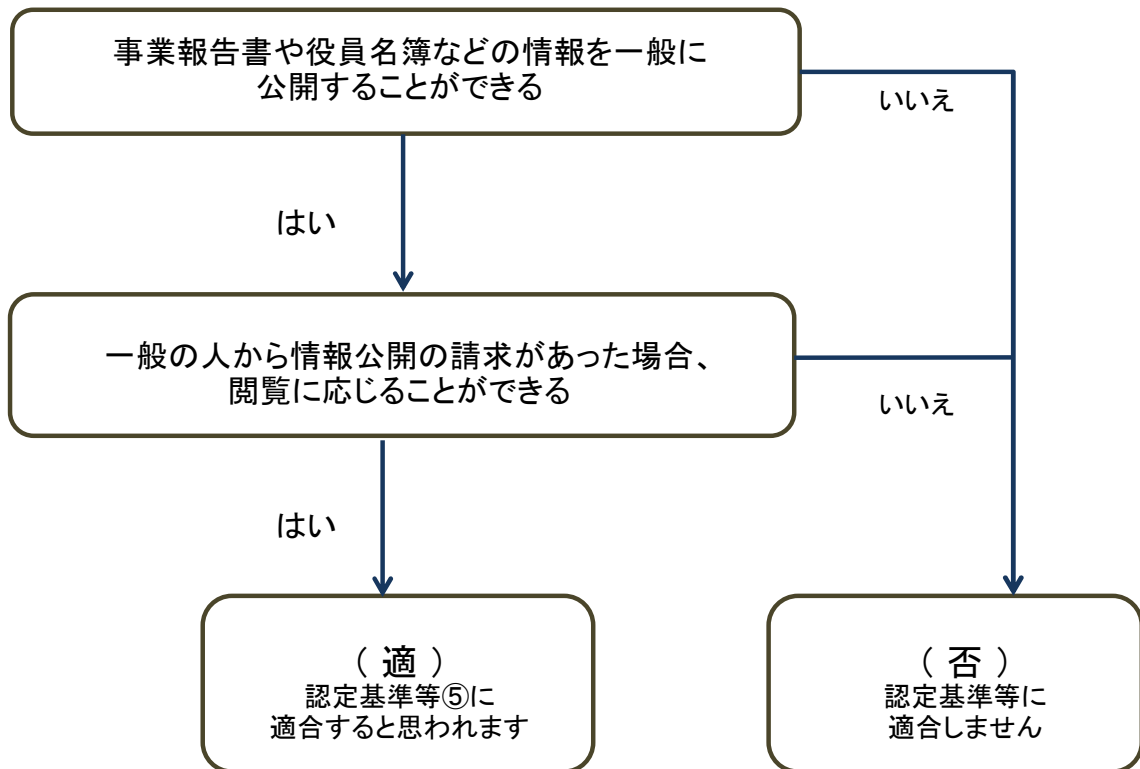 事業報告書や役員名簿などの情報を一般に
公開することができる
いいえ
はい
一般の人から情報公開の請求があった場合、
閲覧に応じることができる
いいえ
はい
（ 適 ）
認定基準等⑤に
適合すると思われます
（ 否 ）
認定基準等に
適合しません